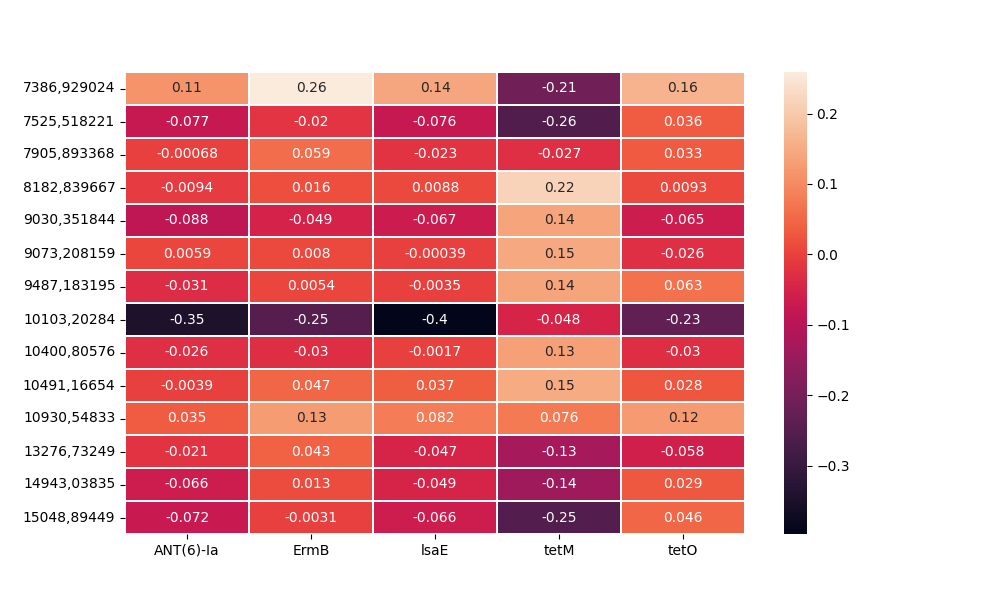 7386,929024 0.11 0.26 0.14 -0.21 0.16
7525,518221 -0.077 -0.02 -0.076 -0.26 0.036
7905,893368 -0.00068 0.059 -0.023 -0.027 0.033
8182,839667 -0.0094 0.016 0.0088 0.22 0.0093
9030,351844 -0.088 -0.049 -0.067 0.14 -0.065
9073,208159 0.0059 0.008 -0.00039 0.15 -0.026
9487,183195 -0.031 0.0054 -0.0035 0.14 0.063
10103,20284 -0.35 -0.25 -0.4 -0.048 -0.23
10400,80576 -0.026 -0.03 -0.0017 0.13 -0.03
10491,16654 -0.0039 0.047 0.037 0.15 0.028
10930,54833 0.035 0.13 0.082 0.076 0.12
13276,73249 -0.021 0.043 -0.047 -0.13 -0.058
14943,03835 -0.066 0.013 -0.049 -0.14 0.029
15048,89449 -0.072 -0.0031 -0.066 -0.25 0.046
ANT(6)-Ia ErmB lsaE tetM tetO
0.2
0.1
0.0
−0.1
−0.2
−0.3